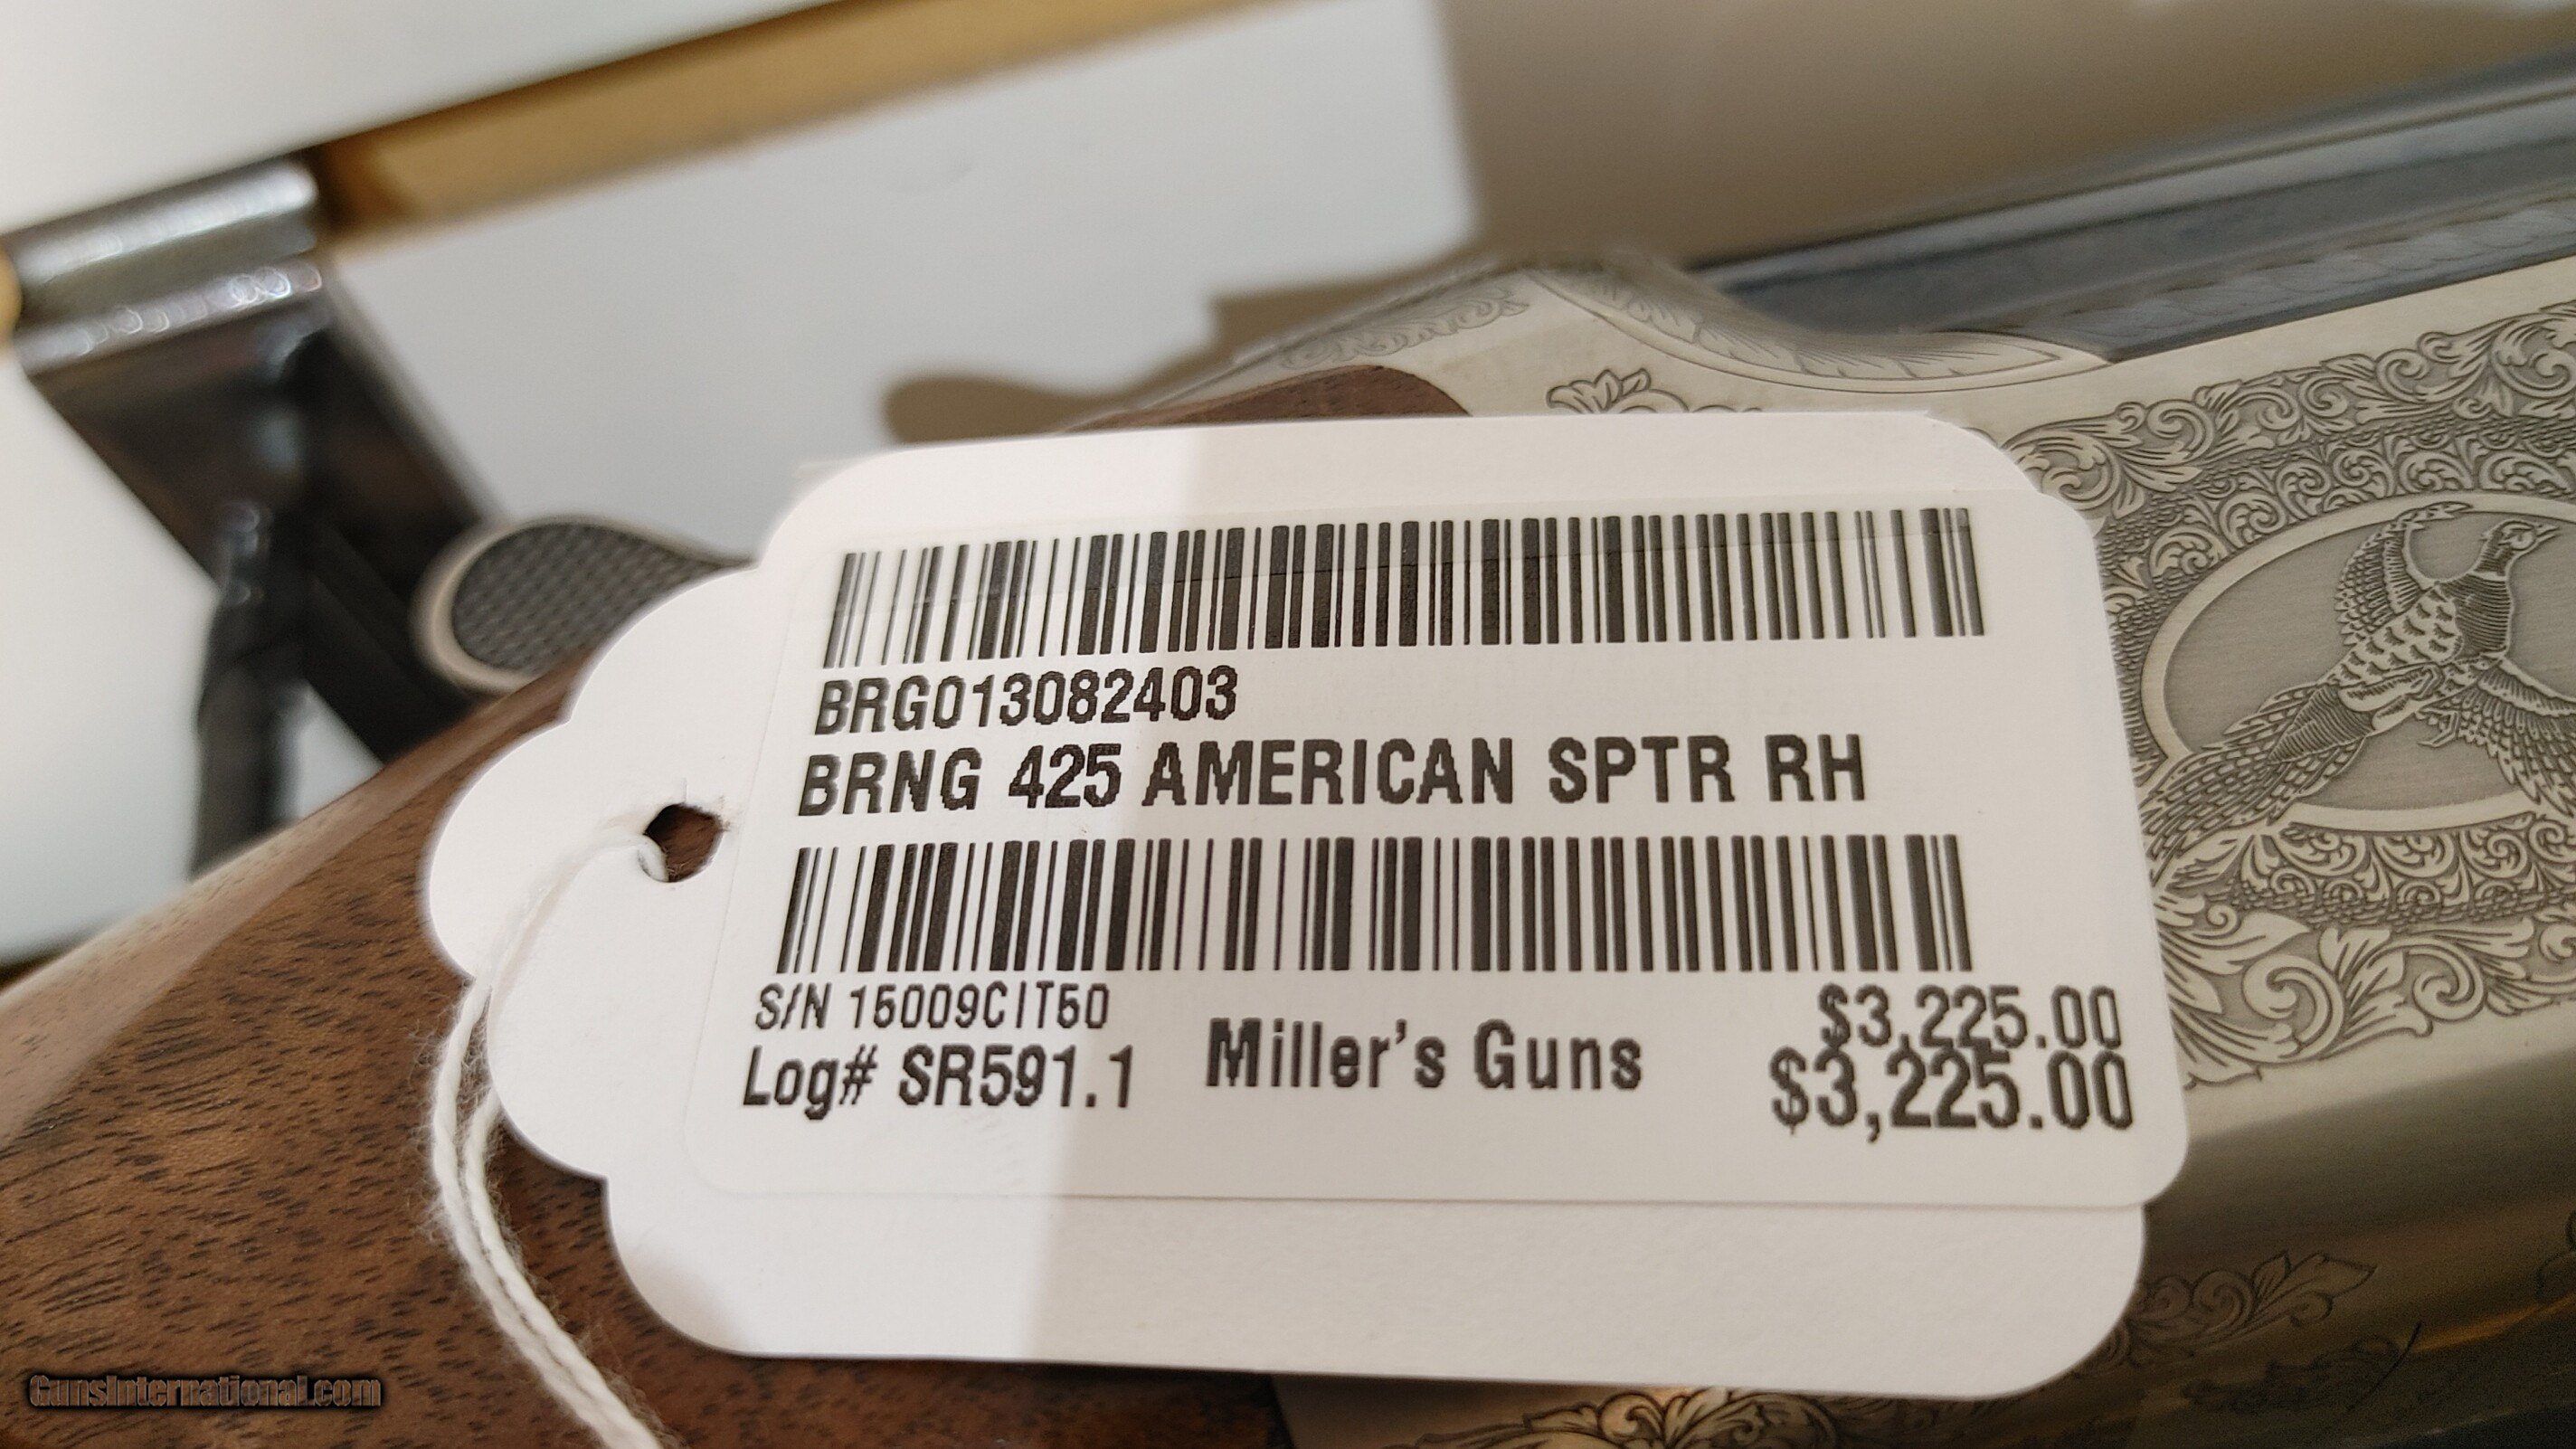 BRG013082403
BRNG 425 AMERICAN SPTR RH
S/N 15009CIT50
Log# SR591.1
Miller's Guns
$3,225.00
$3,225.00
GunsInternational.com